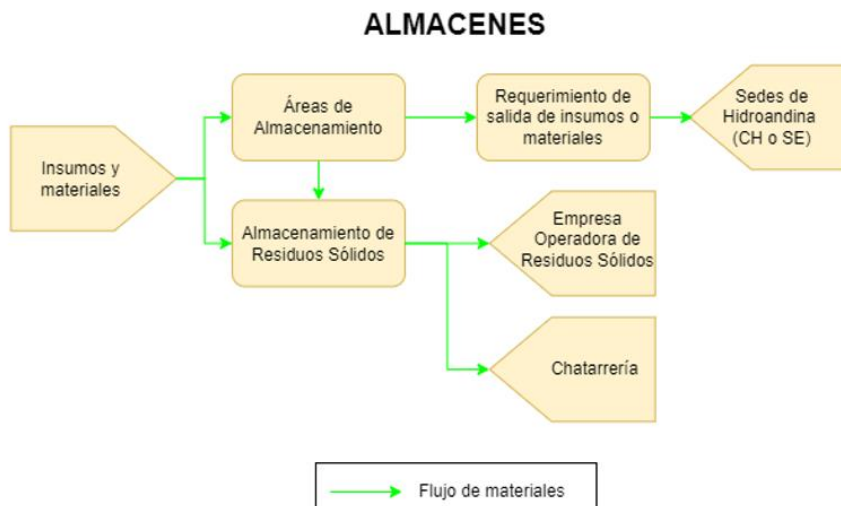 ALMACENES
Insumos y
materiales
Áreas de
Almacenamiento
Requerimiento de
salida de insumos o
materiales
Sedes de
Hidroandina
(CH o SE)
Almacenamiento de
Residuos Sólidos
Empresa
Operadora de
Residuos Sólidos
Chatarrería
Flujo de materiales